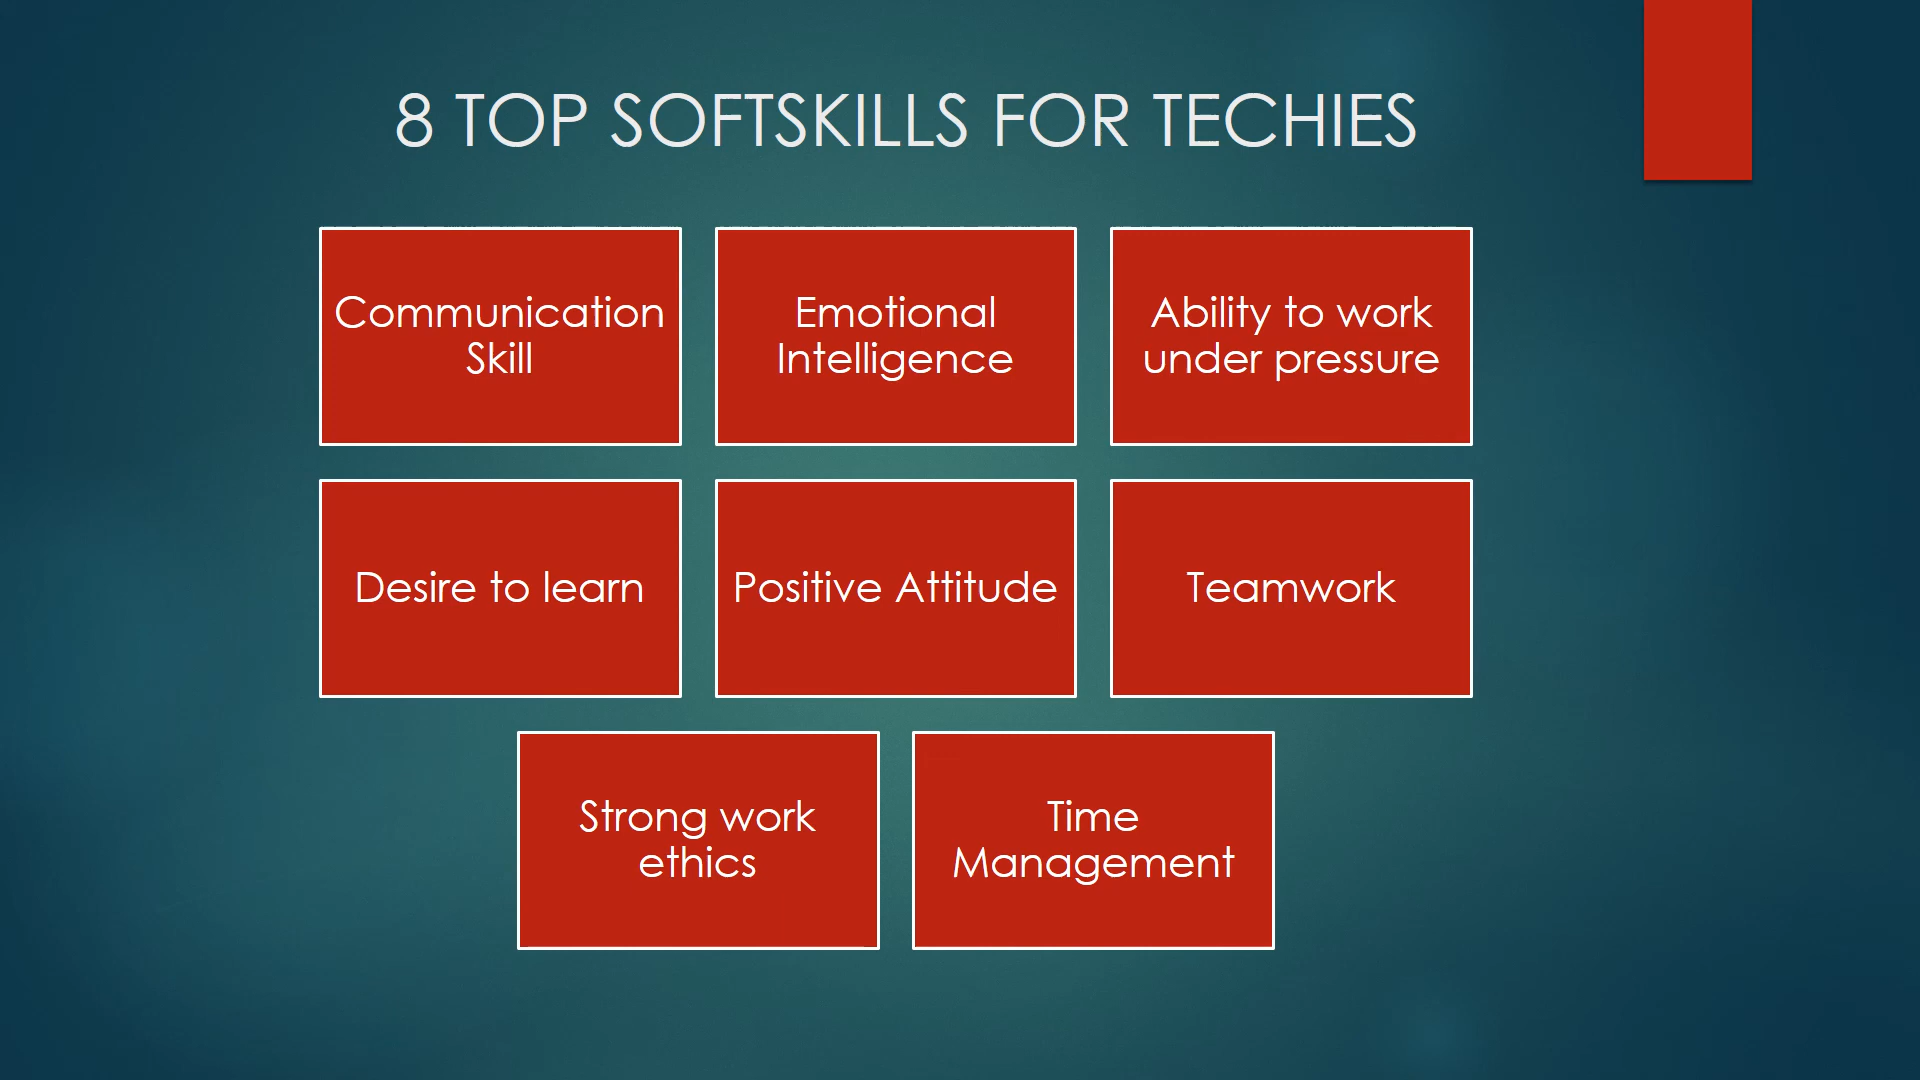 8 TOP SOFTSKILLS FOR TECHIES
Communication
Skill
Emotional
Intelligence
Ability to work
under pressure
Desire to learn
Positive Attitude
Teamwork
Strong work
ethics
Time
Management